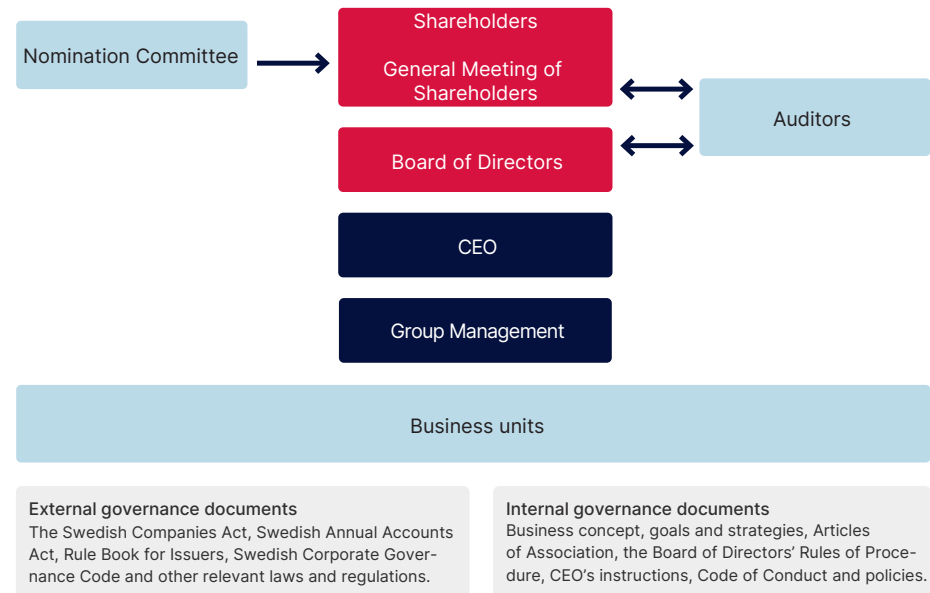 Shareholders
Nomination Committee
General Meeting of
Shareholders
Auditors
Board of Directors
CEO
Group Management
Business units
External governance documents
The Swedish Companies Act, Swedish Annual Accounts
Act, Rule Book for Issuers, Swedish Corporate Gover-
nance Code and other relevant laws and regulations.
Internal governance documents
Business concept, goals and strategies, Articles
of Association, the Board of Directors’ Rules of Proce-
dure, CEO’s instructions, Code of Conduct and policies.